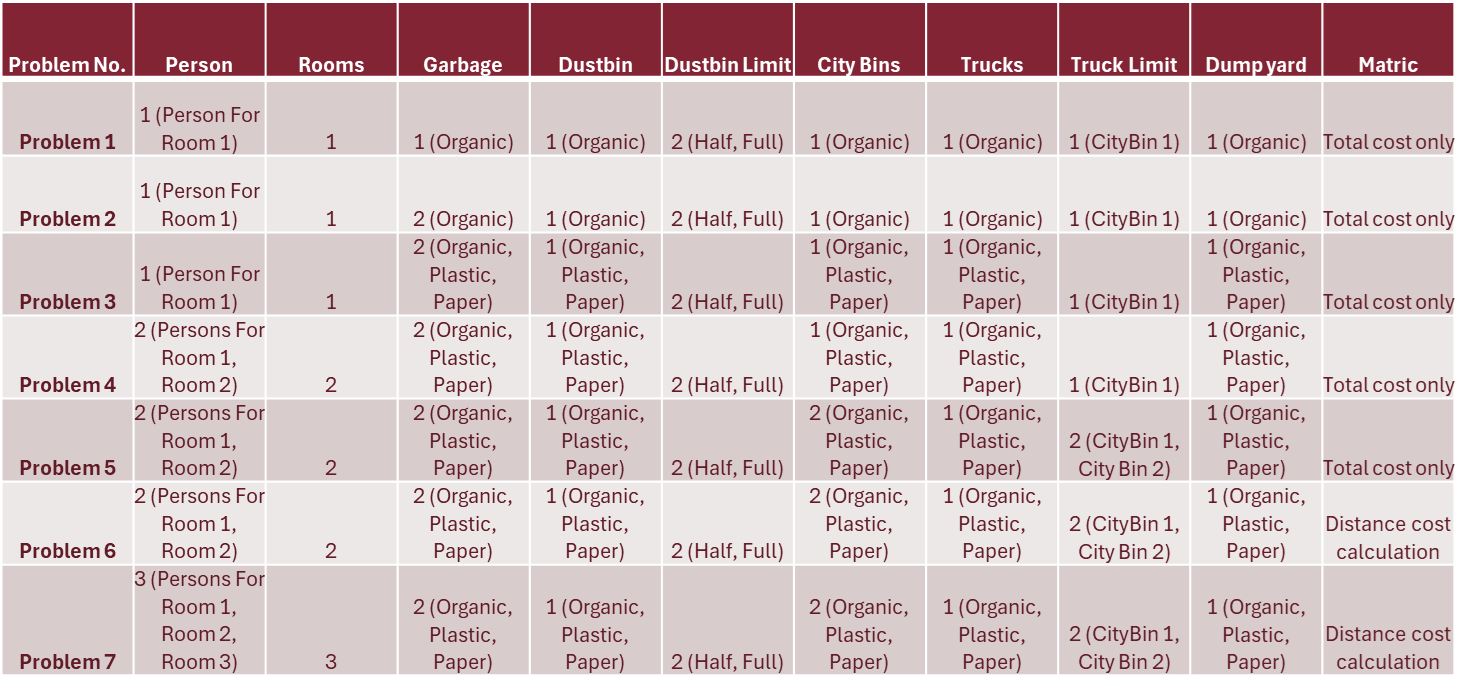 Problem No. Person Rooms Garbage Dustbin Dustbin Limit City Bins Trucks Truck Limit Dump yard Matric
1 (Person For
Problem 1 Room 1) 1 1 (Organic) 1 (Organic) 2 (Half, Full) 1 (Organic) 1 (Organic) 1 (CityBin 1) 1 (Organic) Total cost only
1 (Person For
Problem 2 Room 1) 1 2 (Organic) 1 (Organic) 2 (Half, Full) 1 (Organic) 1 (Organic) 1 (CityBin 1) 1 (Organic) Total cost only
2 (Organic, 1 (Organic, 1 (Organic, 1 (Organic, 1 (Organic,
1 (Person For Plastic, Plastic, Plastic, Plastic, Plastic,
Problem 3 Room 1) 1 Paper) Paper) 2 (Half, Full) Paper) Paper) 1 (CityBin 1) Paper) Total cost only
2 (Persons For 2 (Organic, 1 (Organic, 1 (Organic, 1 (Organic, 1 (Organic,
Room 1, Plastic, Plastic, Plastic, Plastic, Plastic,
Problem 4 Room 2) 2 Paper) Paper) 2 (Half, Full) Paper) Paper) 1 (CityBin 1) Paper) Total cost only
2 (Persons For 2 (Organic, 1 (Organic, 2 (Organic, 1 (Organic, 1 (Organic,
Room 1, Plastic, Plastic, Plastic, Plastic, 2 (CityBin 1, Plastic,
Problem 5 Room 2) 2 Paper) Paper) 2 (Half, Full) Paper) Paper) City Bin 2) Paper) Total cost only
2 (Persons For 2 (Organic, 1 (Organic, 2 (Organic, 1 (Organic, 1 (Organic,
Room 1, Plastic, Plastic, Plastic, Plastic, 2 (CityBin 1, Plastic, Distance cost
Problem 6 Room 2) 2 Paper) Paper) 2 (Half, Full) Paper) Paper) City Bin 2) Paper) calculation
3 (Persons For
Room 1, 2 (Organic, 1 (Organic, 2 (Organic, 1 (Organic, 1 (Organic,
Room 2, Plastic, Plastic, Plastic, Plastic, 2 (CityBin 1, Plastic, Distance cost
Problem 7 Room 3) 3 Paper) Paper) 2 (Half, Full) Paper) Paper) City Bin 2) Paper) calculation